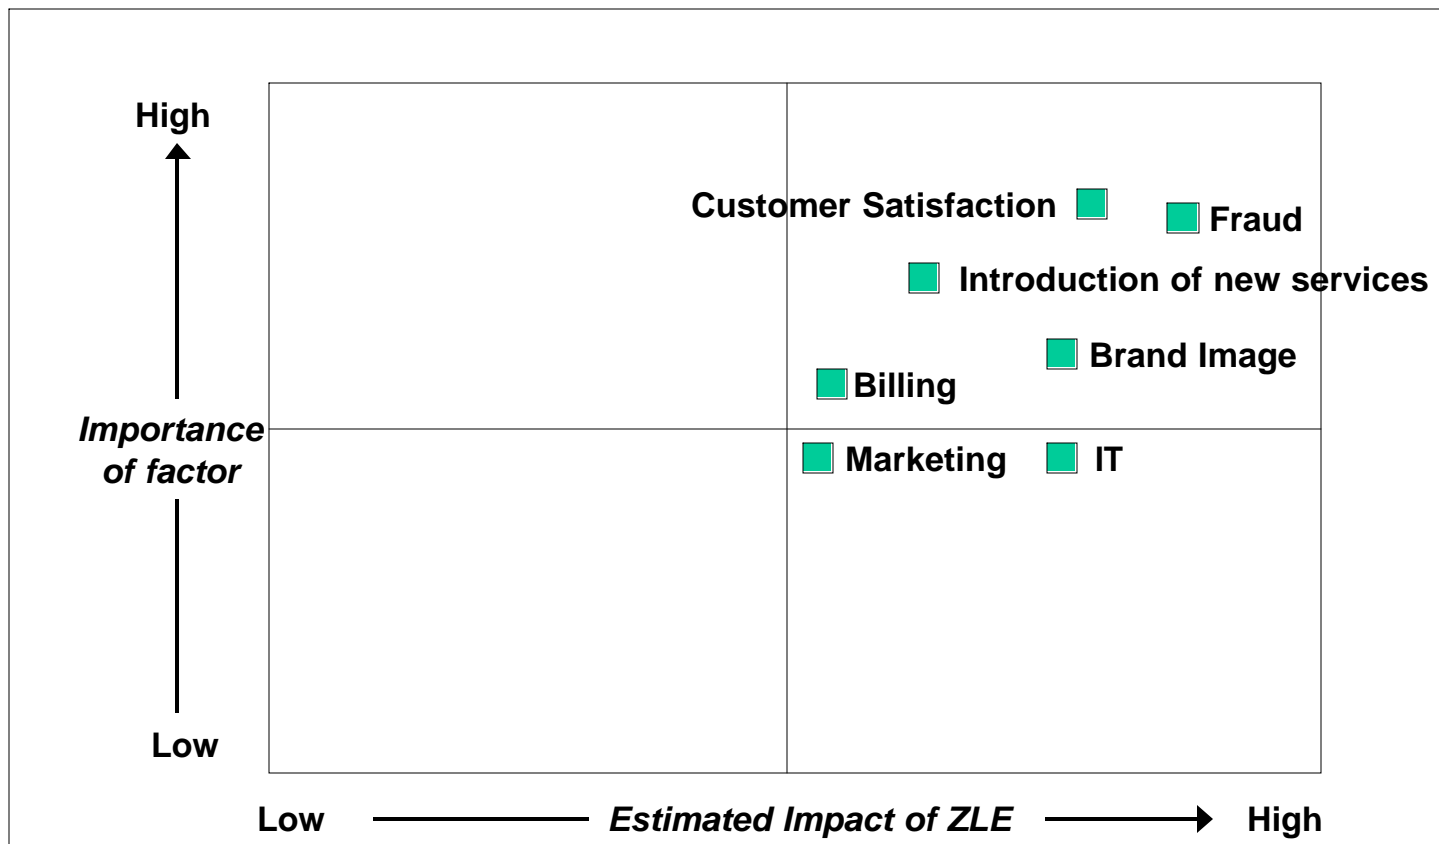 High
Customer Satisfaction
Fraud
Introduction of new services
Brand Image
Billing
Importance
of factor
Marketing
IT
Low
Low
Estimated Impact of ZLE
High